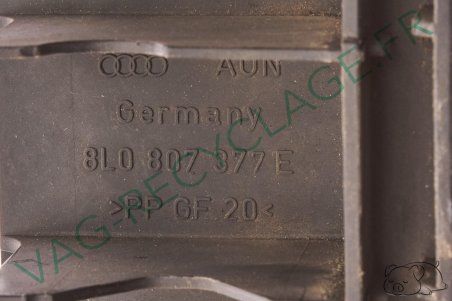 AUN
Germany
8L0 807 377 E
>PP GF 20<
VAG-RECYCLAGE.FR